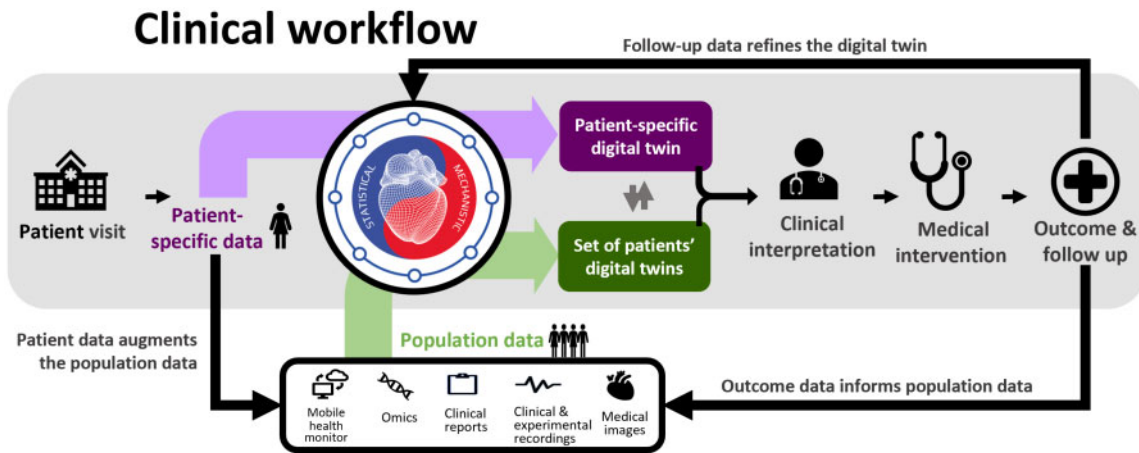 Clinical workflow
Follow-up data refines the digital twin
Patient visit
Patient-
specific data
STATISTICAL
MECHANISTIC
Patient-specific
digital twin
Set of patients'
digital twins
Clinical
interpretation
Medical
intervention
Outcome &
follow up
Patient data augments
the population data
Population data
Outcome data informs population data
Mobile
health
monitor
Omics
Clinical
reports
Clinical &
experimental
recordings
Medical
images